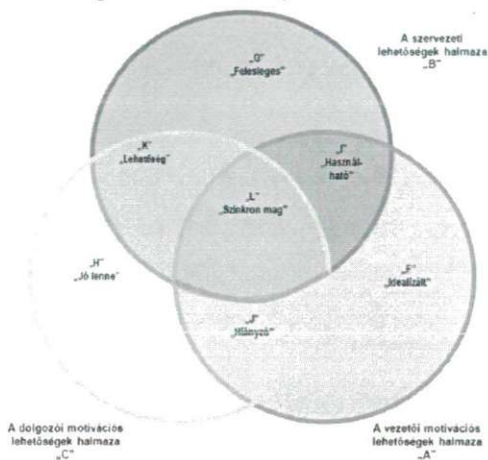 A szervezeti
lehetőségek halmaza
„B”
„G”
„Felesleges”
„K”
„Lehetőség”
„I”
„Használ-
ható”
„L”
„Szinkron mag”
„H”
„Jó lenne”
„F”
„Idealizált”
„J”
„Hiányzó”
A dolgozói motivációs
lehetőségek halmaza
„C”
A vezetői motivációs
lehetőségek halmaza
„A”